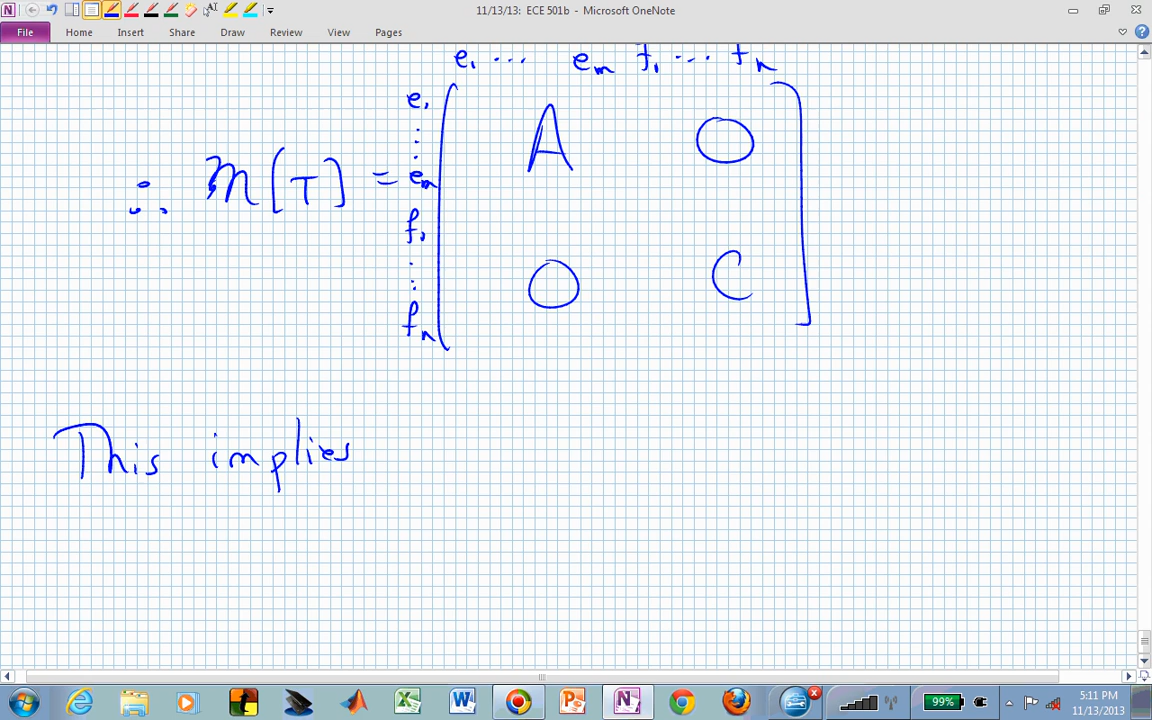 11/13/13: ECE 501b - Microsoft OneNote
File Home Insert Share Draw Review View Pages
e₁ ⋯ eₘ f₁ ⋯ fₙ
e₁
⋮
∴ M(T) = eₘ
A O
f₁
⋮
O C
fₙ
This implies
99%
5:11 PM
11/13/2013